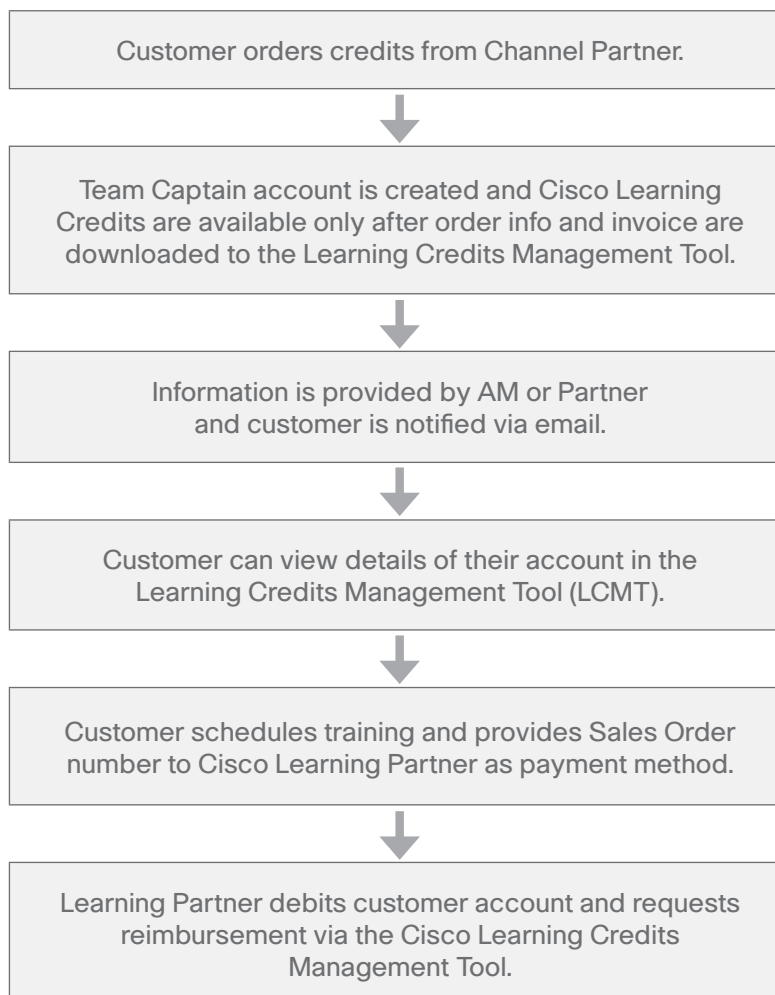 Customer orders credits from Channel Partner.
Team Captain account is created and Cisco Learning
Credits are available only after order info and invoice are
downloaded to the Learning Credits Management Tool.
Information is provided by AM or Partner
and customer is notified via email.
Customer can view details of their account in the
Learning Credits Management Tool (LCMT).
Customer schedules training and provides Sales Order
number to Cisco Learning Partner as payment method.
Learning Partner debits customer account and requests
reimbursement via the Cisco Learning Credits
Management Tool.